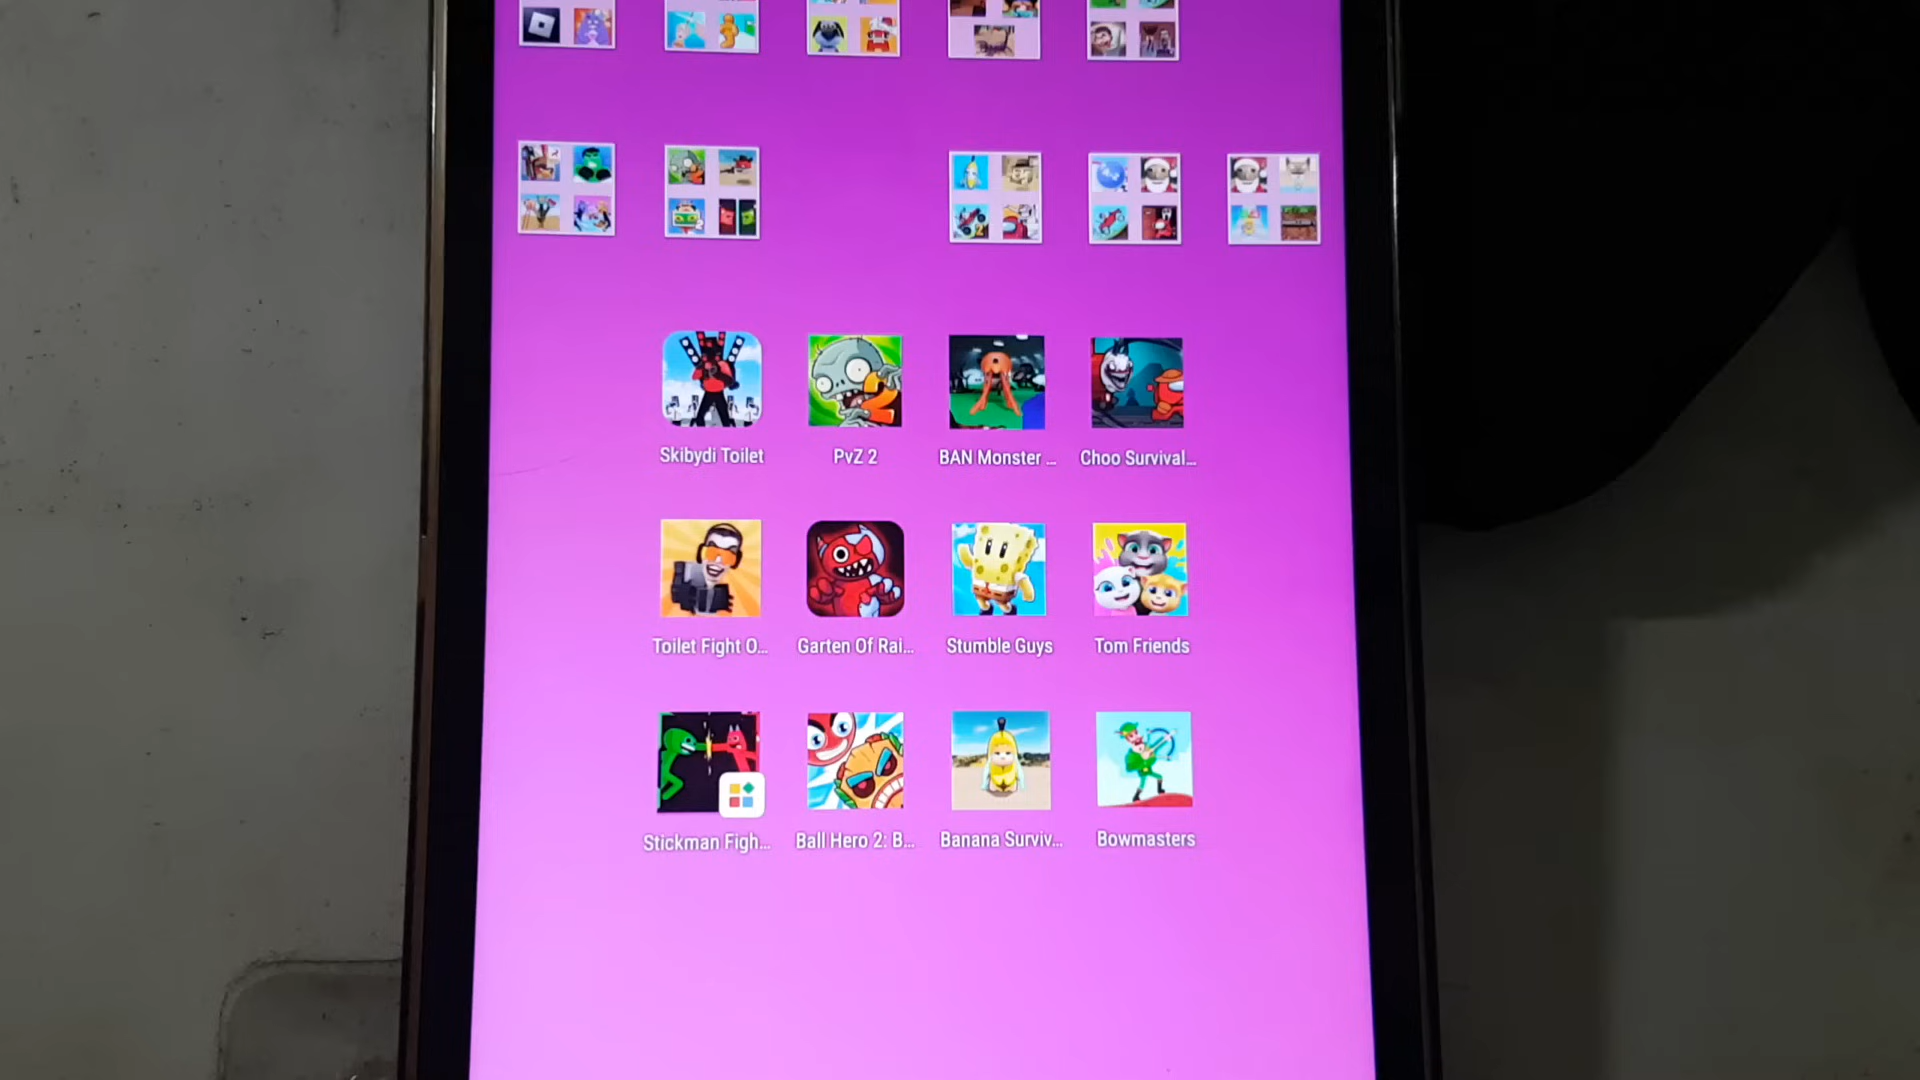 Skibydi Toilet
PvZ 2
BAN Monster ...
Choo Survival...
Toilet Fight O...
Garten Of Rai...
Stumble Guys
Tom Friends
Stickman Figh...
Ball Hero 2: B...
Banana Surviv...
Bowmasters